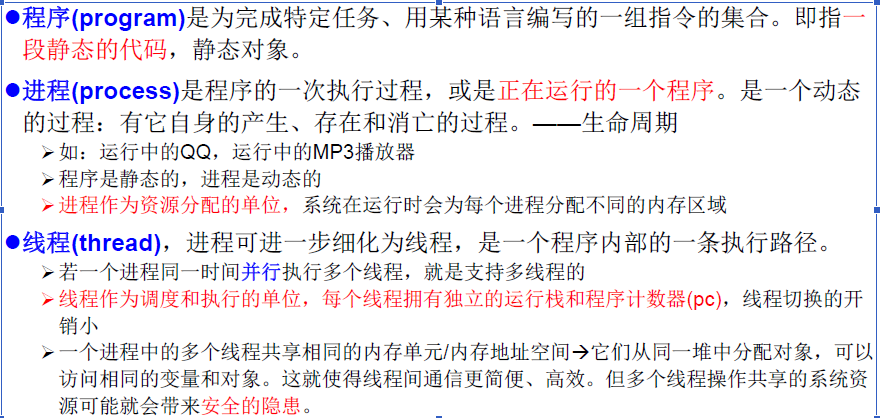 ●程序(program)是为完成特定任务、用某种语言编写的一组指令的集合。即指一
段静态的代码，静态对象。
●进程(process)是程序的一次执行过程，或是正在运行的一个程序。是一个动态
的过程：有它自身的产生、存在和消亡的过程。——生命周期
➢如：运行中的QQ，运行中的MP3播放器
➢程序是静态的，进程是动态的
➢进程作为资源分配的单位，系统在运行时会为每个进程分配不同的内存区域
●线程(thread)，进程可进一步细化为线程，是一个程序内部的一条执行路径。
➢若一个进程同一时间并行执行多个线程，就是支持多线程的
➢线程作为调度和执行的单位，每个线程拥有独立的运行栈和程序计数器(pc)，线程切换的开
销小
➢一个进程中的多个线程共享相同的内存单元/内存地址空间→它们从同一堆中分配对象，可以
访问相同的变量和对象。这就使得线程间通信更简便、高效。但多个线程操作共享的系统资
源可能就会带来安全的隐患。